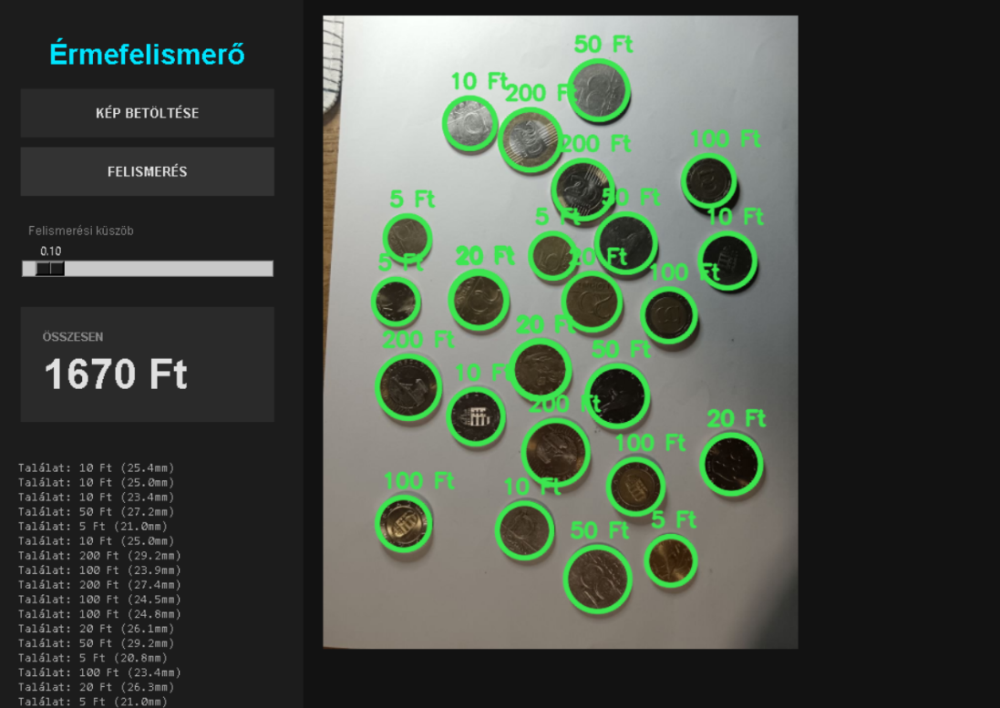 Érmefelismerő
KÉP BETÖLTÉSE
FELISMERÉS
Felismerési küszöb
0.10
ÖSSZESEN
1670 Ft
Találat: 10 Ft (25.4mm)
Találat: 10 Ft (25.0mm)
Találat: 10 Ft (23.4mm)
Találat: 50 Ft (27.2mm)
Találat: 5 Ft (21.0mm)
Találat: 10 Ft (25.0mm)
Találat: 200 Ft (29.2mm)
Találat: 100 Ft (23.9mm)
Találat: 200 Ft (27.4mm)
Találat: 100 Ft (24.5mm)
Találat: 100 Ft (24.8mm)
Találat: 20 Ft (26.1mm)
Találat: 50 Ft (29.2mm)
Találat: 5 Ft (20.8mm)
Találat: 100 Ft (23.4mm)
Találat: 20 Ft (26.3mm)
Találat: 5 Ft (21.0mm)
50 Ft
10 Ft
200 Ft
200 Ft
100 Ft
5 Ft
50 Ft
5 Ft
10 Ft
5 Ft
20 Ft
20 Ft
100 Ft
20 Ft
200 Ft
50 Ft
10 Ft
200 Ft
20 Ft
100 Ft
100 Ft
10 Ft
50 Ft
5 Ft